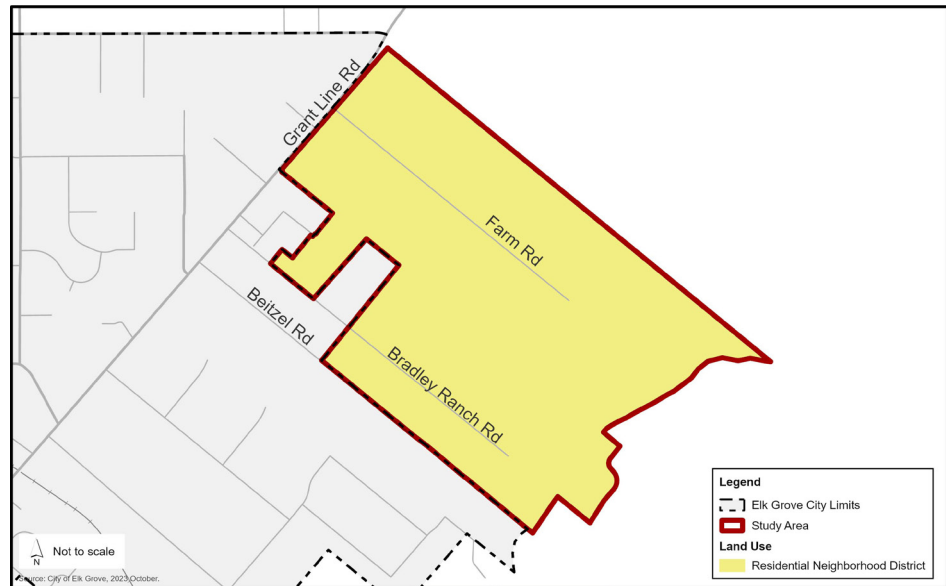 Grant Line Rd
Farm Rd
Beitzel Rd
Bradley Ranch Rd
Legend
Elk Grove City Limits
Study Area
Land Use
Residential Neighborhood District
N
Not to scale
Source: City of Elk Grove, 2023 October.